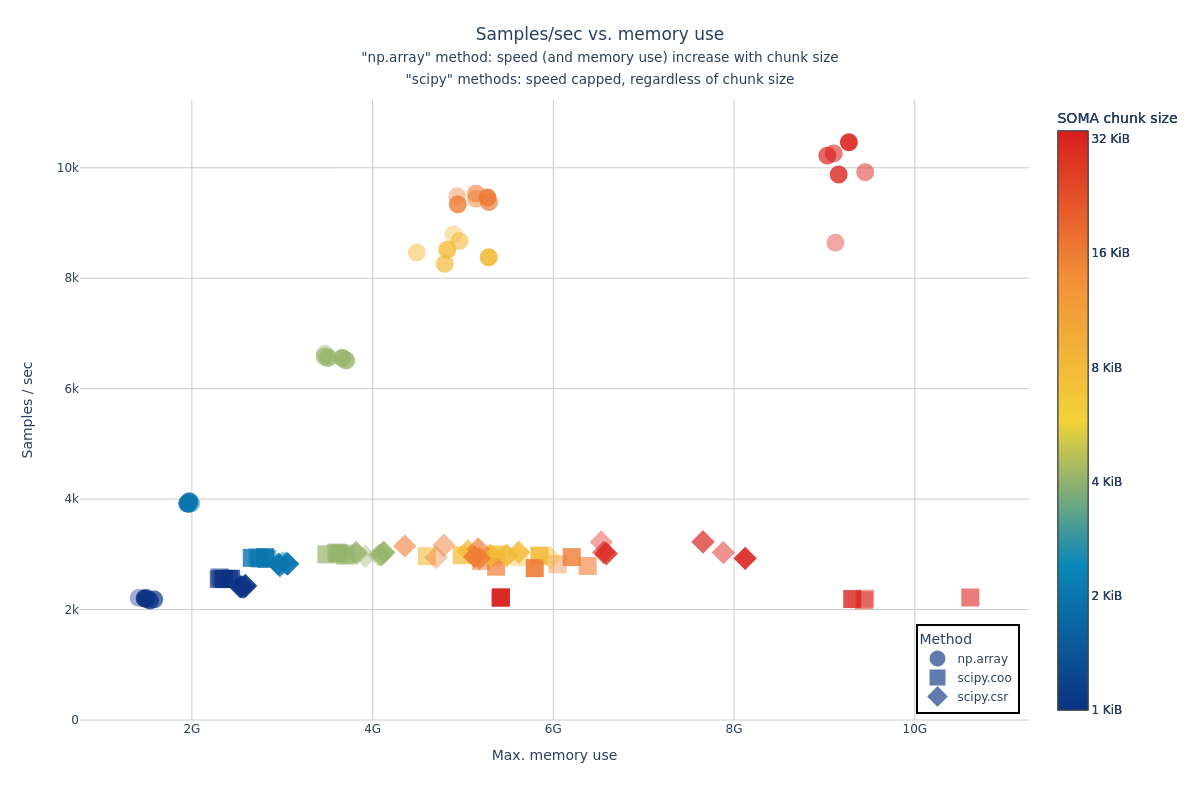 Samples/sec vs. memory use
"np.array" method: speed (and memory use) increase with chunk size
"scipy" methods: speed capped, regardless of chunk size
SOMA chunk size
32 KiB
16 KiB
8 KiB
4 KiB
2 KiB
1 KiB
Samples / sec
10k
8k
6k
4k
2k
0
2G
4G
6G
8G
10G
Max. memory use
Method
np.array
scipy.coo
scipy.csr